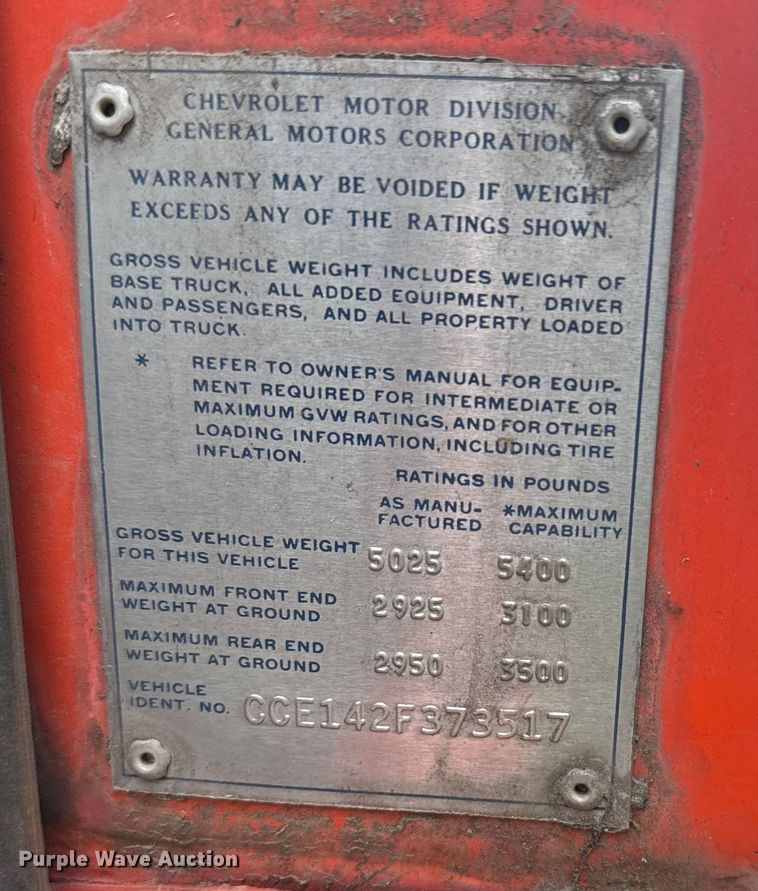 CHEVROLET MOTOR DIVISION
GENERAL MOTORS CORPORATION
WARRANTY MAY BE VOIDED IF WEIGHT
EXCEEDS ANY OF THE RATINGS SHOWN.
GROSS VEHICLE WEIGHT INCLUDES WEIGHT OF
BASE TRUCK, ALL ADDED EQUIPMENT, DRIVER
AND PASSENGERS, AND ALL PROPERTY LOADED
INTO TRUCK.
* REFER TO OWNER'S MANUAL FOR EQUIP-
MENT REQUIRED FOR INTERMEDIATE OR
MAXIMUM GVW RATINGS, AND FOR OTHER
LOADING INFORMATION, INCLUDING TIRE
INFLATION.
RATINGS IN POUNDS
AS MANU- *MAXIMUM
FACTURED CAPABILITY
GROSS VEHICLE WEIGHT
FOR THIS VEHICLE 5025 5400
MAXIMUM FRONT END
WEIGHT AT GROUND 2925 3100
MAXIMUM REAR END
WEIGHT AT GROUND 2950 3500
VEHICLE
IDENT. NO. CCE142F373517
Purple Wave Auction